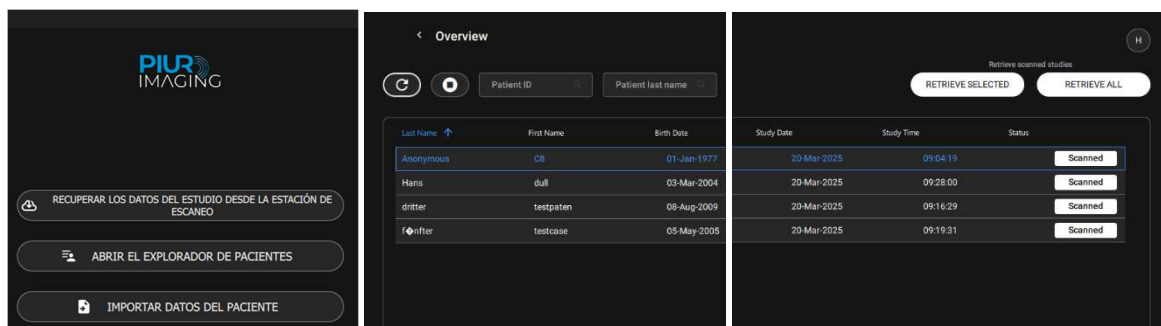 PIUR
IMAGING
RECUPERAR LOS DATOS DEL ESTUDIO DESDE LA ESTACIÓN DE
ESCANEO
ABRIR EL EXPLORADOR DE PACIENTES
IMPORTAR DATOS DEL PACIENTE
< Overview
Patient ID Patient last name
H
Retrieve scanned studies
RETRIEVE SELECTED RETRIEVE ALL
Last Name First Name Birth Date Study Date Study Time Status
Anonymous C8 01-Jan-1977 20-Mar-2025 09:04:19 Scanned
Hans dull 03-Mar-2004 20-Mar-2025 09:28:00 Scanned
dritter testpaten 08-Aug-2009 20-Mar-2025 09:16:29 Scanned
f�nfter testcase 05-May-2005 20-Mar-2025 09:19:31 Scanned